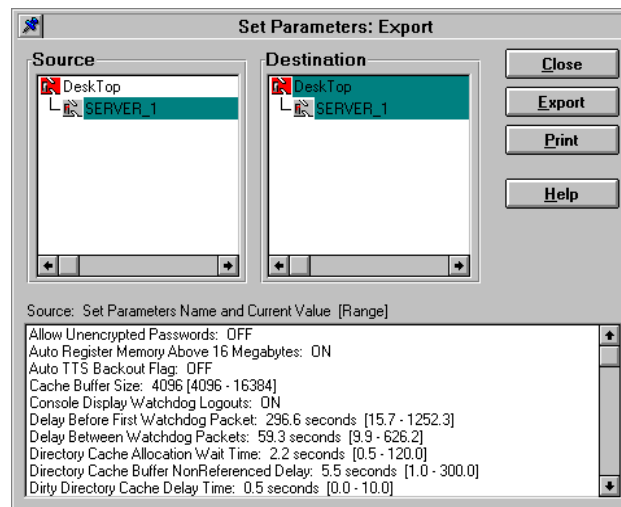 Set Parameters: Export
Source
Destination
DeskTop
SERVER_1
DeskTop
SERVER_1
Close
Export
Print
Help
Source: Set Parameters Name and Current Value [Range]
Allow Unencrypted Passwords: OFF
Auto Register Memory Above 16 Megabytes: ON
Auto TTS Backout Flag: OFF
Cache Buffer Size: 4096 [4096 - 16384]
Console Display Watchdog Logouts: ON
Delay Before First Watchdog Packet: 296.6 seconds [15.7 - 1252.3]
Delay Between Watchdog Packets: 59.3 seconds [9.9 - 626.2]
Directory Cache Allocation Wait Time: 2.2 seconds [0.5 - 120.0]
Directory Cache Buffer NonReferenced Delay: 5.5 seconds [1.0 - 300.0]
Dirty Directory Cache Delay Time: 0.5 seconds [0.0 - 10.0]